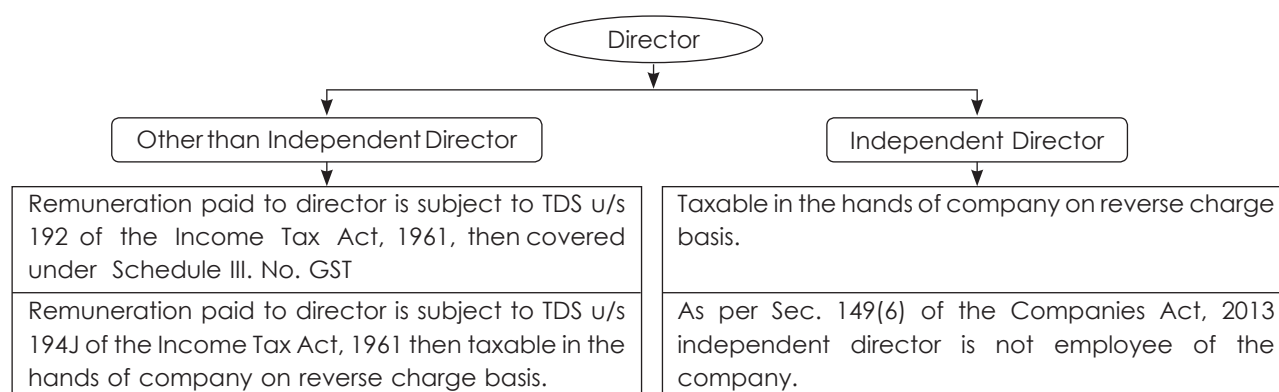 Director
Other than Independent Director
Independent Director
Remuneration paid to director is subject to TDS u/s
192 of the Income Tax Act, 1961, then covered
under Schedule III. No. GST
Remuneration paid to director is subject to TDS u/s
194J of the Income Tax Act, 1961 then taxable in the
hands of company on reverse charge basis.
Taxable in the hands of company on reverse charge
basis.
As per Sec. 149(6) of the Companies Act, 2013
independent director is not employee of the
company.